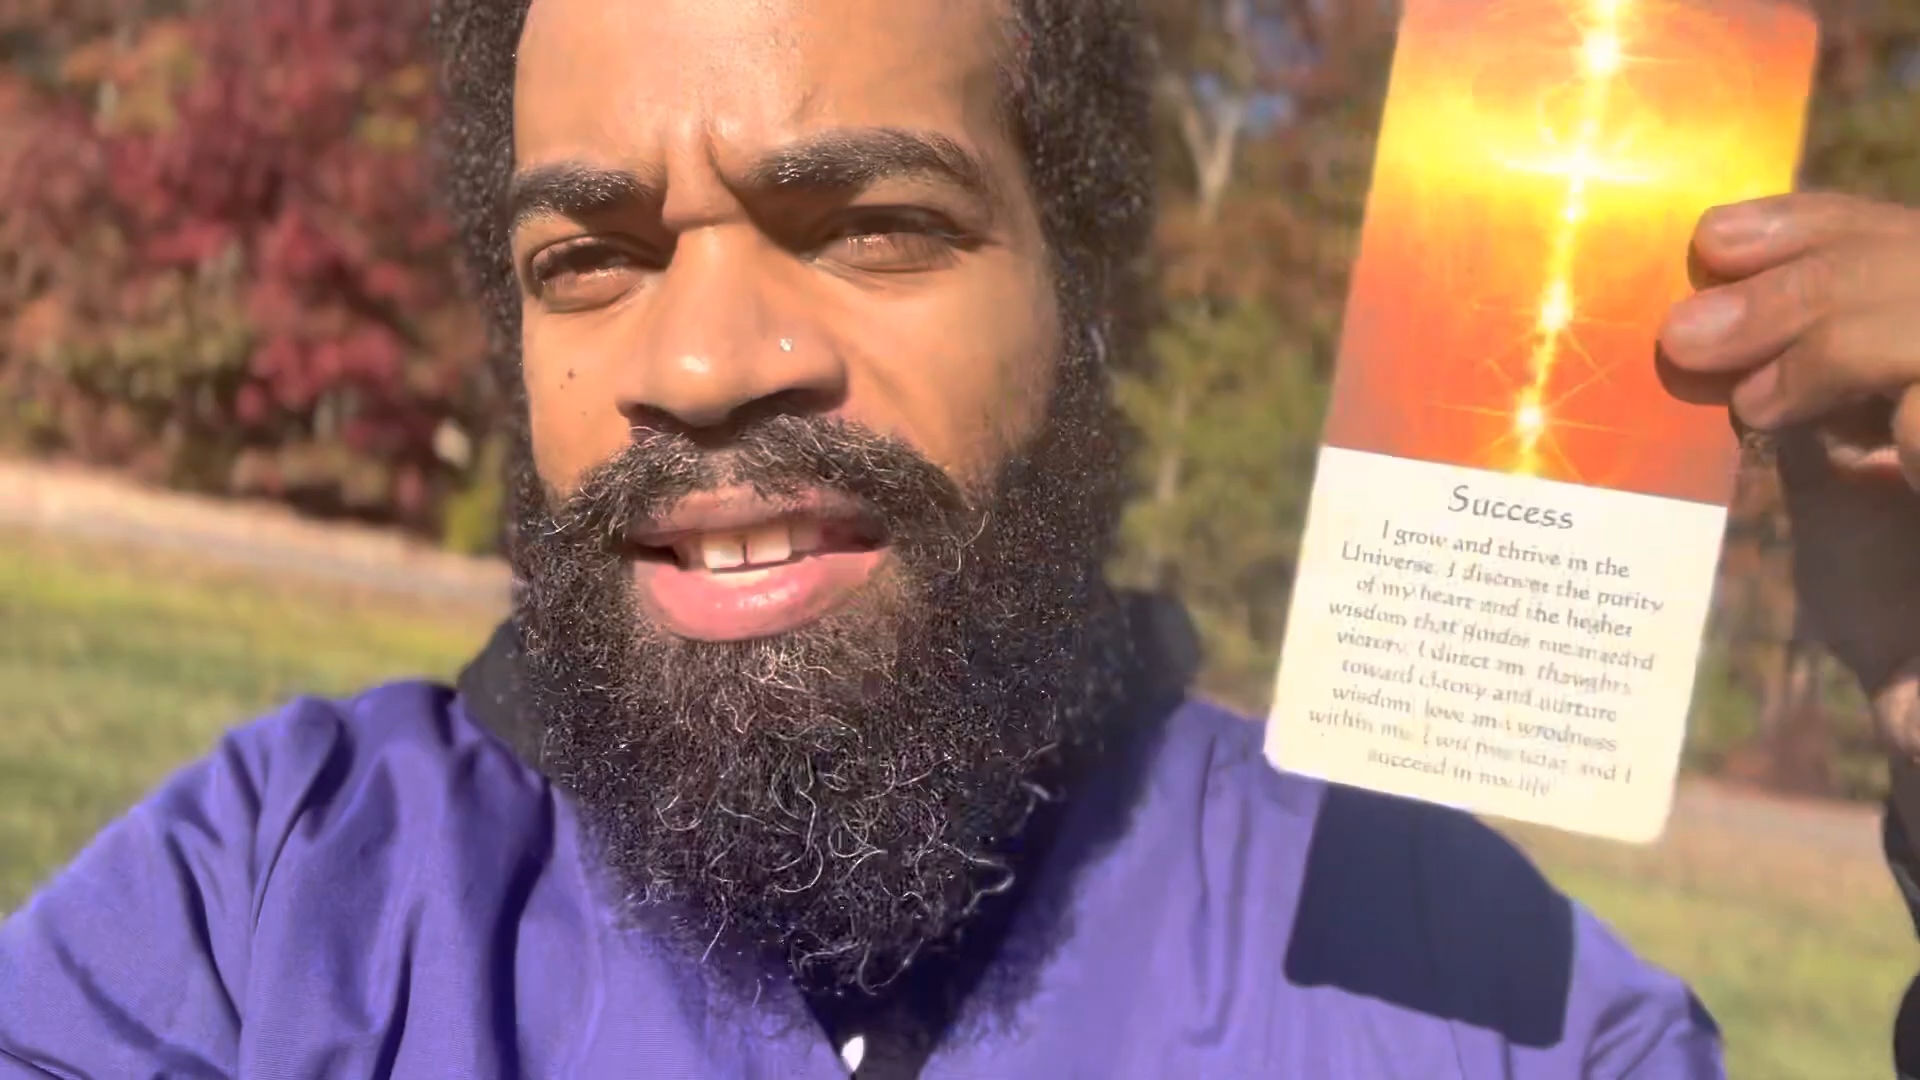 Success
I grow and thrive in the
Universe. I discover the purity
of my heart and the higher
wisdom that guides me
victory. I direct my thoughts
toward and nurture
wisdom love and
within me. I and I
succeed in my life